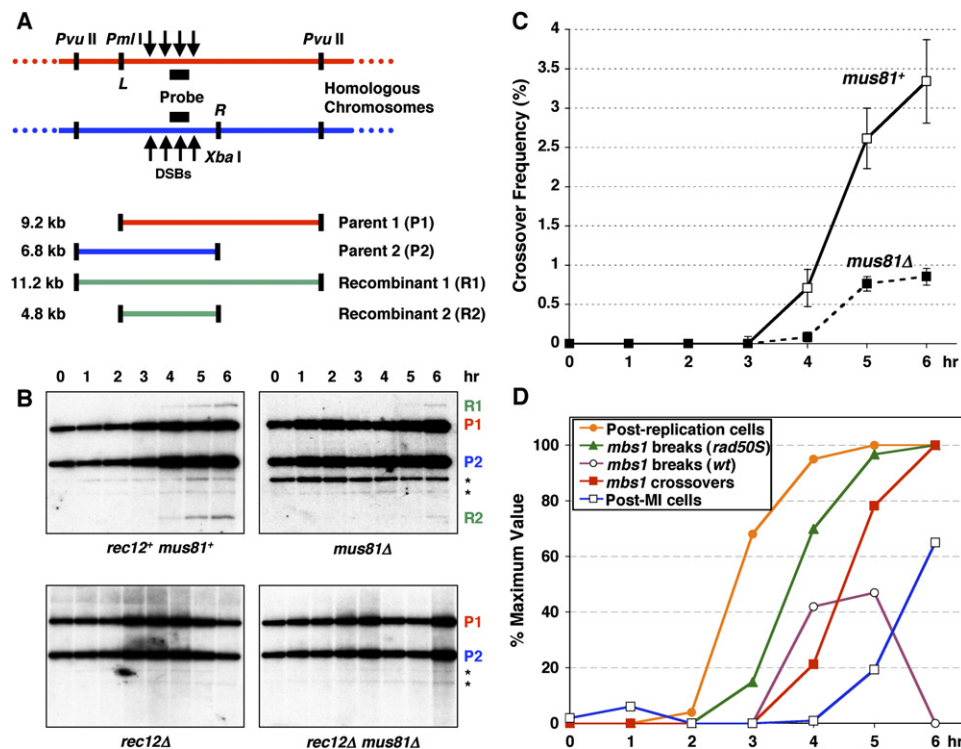 A
Pvu II Pml I Pvu II
L
Probe
Homologous
Chromosomes
R
Xba I
DSBs
9.2 kb Parent 1 (P1)
6.8 kb Parent 2 (P2)
11.2 kb Recombinant 1 (R1)
4.8 kb Recombinant 2 (R2)
B
0 1 2 3 4 5 6 0 1 2 3 4 5 6 hr
R1
P1
P2
*
*
R2
rec12+ mus81+ mus81Δ
P1
P2
*
*
rec12Δ rec12Δ mus81Δ
C
Crossover Frequency (%)
4
3.5
3
2.5
2
1.5
1
0.5
0
mus81+
mus81Δ
0 1 2 3 4 5 6 hr
D
% Maximum Value
100
80
60
40
20
0
Post-replication cells
mbs1 breaks (rad50S)
mbs1 breaks (wt)
mbs1 crossovers
Post-MI cells
0 1 2 3 4 5 6 hr